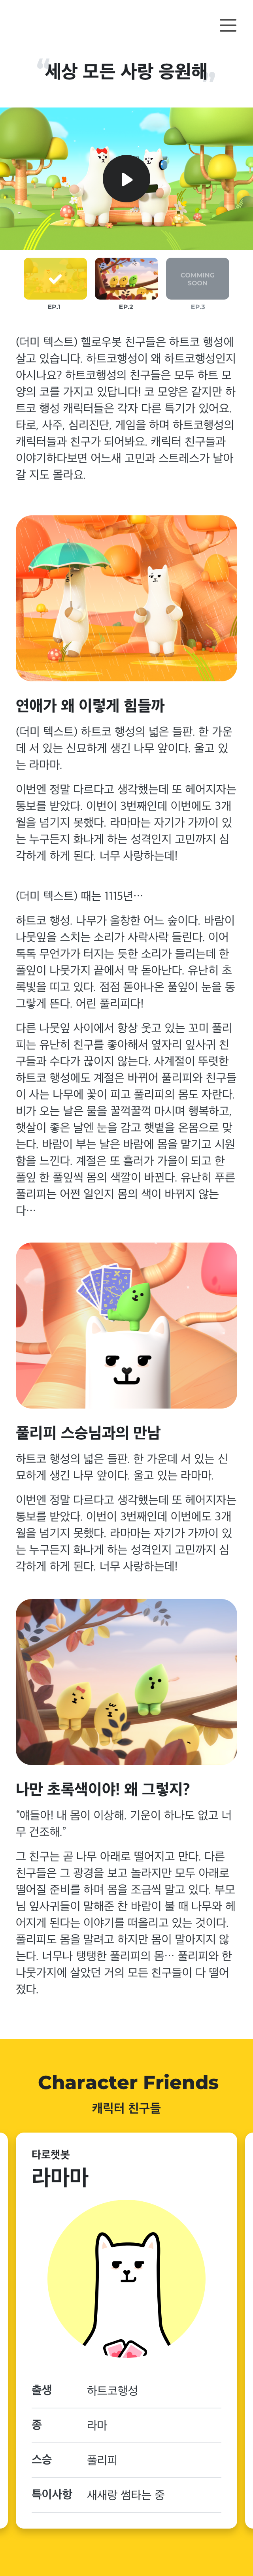 “세상 모든 사랑 응원해”
COMMING
SOON
EP.1
EP.2
EP.3
(더미 텍스트) 헬로우봇 친구들은 하트코 행성에
살고 있습니다. 하트코행성이 왜 하트코행성인지
아시나요? 하트코행성의 친구들은 모두 하트 모
양의 코를 가지고 있답니다! 코 모양은 같지만 하
트코 행성 캐릭터들은 각자 다른 특기가 있어요.
타로, 사주, 심리진단, 게임을 하며 하트코행성의
캐릭터들과 친구가 되어봐요. 캐릭터 친구들과
이야기하다보면 어느새 고민과 스트레스가 날아
갈 지도 몰라요.
연애가 왜 이렇게 힘들까
(더미 텍스트) 하트코 행성의 넓은 들판. 한 가운
데 서 있는 신묘하게 생긴 나무 앞이다. 울고 있
는 라마마.
이번엔 정말 다르다고 생각했는데 또 헤어지자는
통보를 받았다. 이번이 3번째인데 이번에도 3개
월을 넘기지 못했다. 라마마는 자기가 가까이 있
는 누구든지 화나게 하는 성격인지 고민까지 심
각하게 하게 된다. 너무 사랑하는데!
(더미 텍스트) 때는 1115년…
하트코 행성. 나무가 울창한 어느 숲이다. 바람이
나뭇잎을 스치는 소리가 사락사락 들린다. 이어
톡톡 무언가가 터지는 듯한 소리가 들리는데 한
풀잎이 나뭇가지 끝에서 막 돋아난다. 유난히 초
록빛을 띠고 있다. 점점 돋아나온 풀잎이 눈을 동
그랗게 뜬다. 어린 풀리피다!
다른 나뭇잎 사이에서 항상 웃고 있는 꼬미 풀리
피는 유난히 친구를 좋아해서 옆자리 잎사귀 친
구들과 수다가 끊이지 않는다. 사계절이 뚜렷한
하트코 행성에도 계절은 바뀌어 풀리피와 친구들
이 사는 나무에 꽃이 피고 풀리피의 몸도 자란다.
비가 오는 날은 물을 꿀꺽꿀꺽 마시며 행복하고,
햇살이 좋은 날엔 눈을 감고 햇볕을 온몸으로 맞
는다. 바람이 부는 날은 바람에 몸을 맡기고 시원
함을 느낀다. 계절은 또 흘러가 가을이 되고 한
풀잎 한 풀잎씩 몸의 색깔이 바뀐다. 유난히 푸른
풀리피는 어쩐 일인지 몸의 색이 바뀌지 않는
다…
풀리피 스승님과의 만남
하트코 행성의 넓은 들판. 한 가운데 서 있는 신
묘하게 생긴 나무 앞이다. 울고 있는 라마마.
이번엔 정말 다르다고 생각했는데 또 헤어지자는
통보를 받았다. 이번이 3번째인데 이번에도 3개
월을 넘기지 못했다. 라마마는 자기가 가까이 있
는 누구든지 화나게 하는 성격인지 고민까지 심
각하게 하게 된다. 너무 사랑하는데!
나만 초록색이야! 왜 그렇지?
“얘들아! 내 몸이 이상해. 기운이 하나도 없고 너
무 건조해.”
그 친구는 곧 나무 아래로 떨어지고 만다. 다른
친구들은 그 광경을 보고 놀라지만 모두 아래로
떨어질 준비를 하며 몸을 조금씩 말고 있다. 부모
님 잎사귀들이 말해준 찬 바람이 불 때 나무와 헤
어지게 된다는 이야기를 떠올리고 있는 것이다.
풀리피도 몸을 말려고 하지만 몸이 말아지지 않
는다. 너무나 탱탱한 풀리피의 몸… 풀리피와 한
나뭇가지에 살았던 거의 모든 친구들이 다 떨어
졌다.
Character Friends
캐릭터 친구들
타로챗봇
라마마
출생 하트코행성
종 라마
스승 풀리피
특이사항 새새랑 썸타는 중